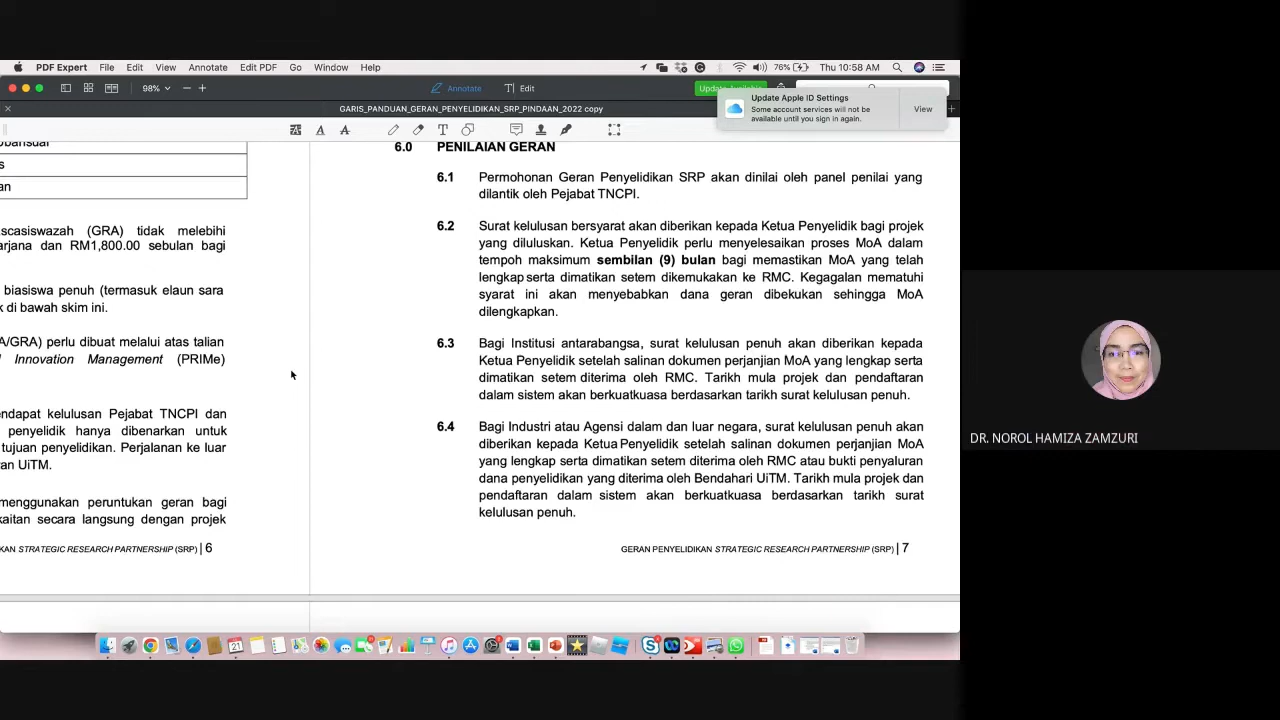 PDF Expert File Edit View Annotate Edit PDF Go Window Help
76% Thu 10:58 AM
98% Annotate Edit
Update Apple ID Settings
Some account services will not be
available until you sign in again.
View
GARIS_PANDUAN_GERAN_PENYELIDIKAN_SRP_PINDAAN_2022 copy
s
an
scasiswazah (GRA) tidak melebihi
arjana dan RM1,800.00 sebulan bagi
biasiswa penuh (termasuk elaun sara
k di bawah skim ini.
A/GRA) perlu dibuat melalui atas talian
Innovation Management (PRIMe)
endapat kelulusan Pejabat TNCPI dan
penyelidik hanya dibenarkan untuk
tujuan penyelidikan. Perjalanan ke luar
an UiTM.
menggunakan peruntukan geran bagi
kaitan secara langsung dengan projek
KAN STRATEGIC RESEARCH PARTNERSHIP (SRP) | 6
6.0 PENILAIAN GERAN
6.1 Permohonan Geran Penyelidikan SRP akan dinilai oleh panel penilai yang
dilantik oleh Pejabat TNCPI.
6.2 Surat kelulusan bersyarat akan diberikan kepada Ketua Penyelidik bagi projek
yang diluluskan. Ketua Penyelidik perlu menyelesaikan proses MoA dalam
tempoh maksimum sembilan (9) bulan bagi memastikan MoA yang telah
lengkap serta dimatikan setem dikemukakan ke RMC. Kegagalan mematuhi
syarat ini akan menyebabkan dana geran dibekukan sehingga MoA
dilengkapkan.
6.3 Bagi Institusi antarabangsa, surat kelulusan penuh akan diberikan kepada
Ketua Penyelidik setelah salinan dokumen perjanjian MoA yang lengkap serta
dimatikan setem diterima oleh RMC. Tarikh mula projek dan pendaftaran
dalam sistem akan berkuatkuasa berdasarkan tarikh surat kelulusan penuh.
6.4 Bagi Industri atau Agensi dalam dan luar negara, surat kelulusan penuh akan
diberikan kepada Ketua Penyelidik setelah salinan dokumen perjanjian MoA
yang lengkap serta dimatikan setem diterima oleh RMC atau bukti penyaluran
dana penyelidikan yang diterima oleh Bendahari UiTM. Tarikh mula projek dan
pendaftaran dalam sistem akan berkuatkuasa berdasarkan tarikh surat
kelulusan penuh.
GERAN PENYELIDIKAN STRATEGIC RESEARCH PARTNERSHIP (SRP) | 7
DR. NOROL HAMIZA ZAMZURI